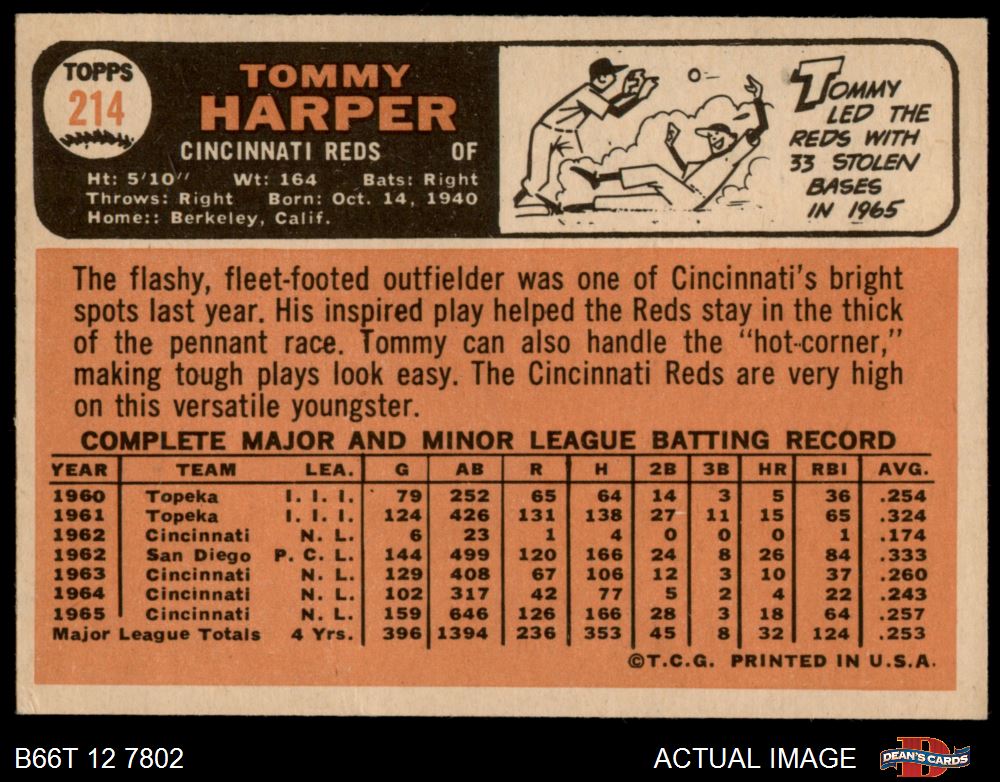 TOPPS
214
TOMMY
HARPER
CINCINNATI REDS OF
Ht: 5'10" Wt: 164 Bats: Right
Throws: Right Born: Oct. 14, 1940
Home:: Berkeley, Calif.
TOMMY
LED THE
REDS WITH
33 STOLEN
BASES
IN 1965
The flashy, fleet-footed outfielder was one of Cincinnati's bright
spots last year. His inspired play helped the Reds stay in the thick
of the pennant race. Tommy can also handle the "hot-corner,"
making tough plays look easy. The Cincinnati Reds are very high
on this versatile youngster.
COMPLETE MAJOR AND MINOR LEAGUE BATTING RECORD
YEAR TEAM LEA. G AB R H 2B 3B HR RBI AVG.
1960 Topeka I. I. I. 79 252 65 64 14 3 5 36 .254
1961 Topeka I. I. I. 124 426 131 138 27 11 15 65 .324
1962 Cincinnati N. L. 6 23 1 4 0 0 0 1 .174
1962 San Diego P. C. L. 144 499 120 166 24 8 26 84 .333
1963 Cincinnati N. L. 129 408 67 106 12 3 10 37 .260
1964 Cincinnati N. L. 102 317 42 77 5 2 4 22 .243
1965 Cincinnati N. L. 159 646 126 166 28 3 18 64 .257
Major League Totals 4 Yrs. 396 1394 236 353 45 8 32 124 .253
©T.C.G. PRINTED IN U.S.A.
B66T 12 7802 ACTUAL IMAGE DEAN'S CARDS